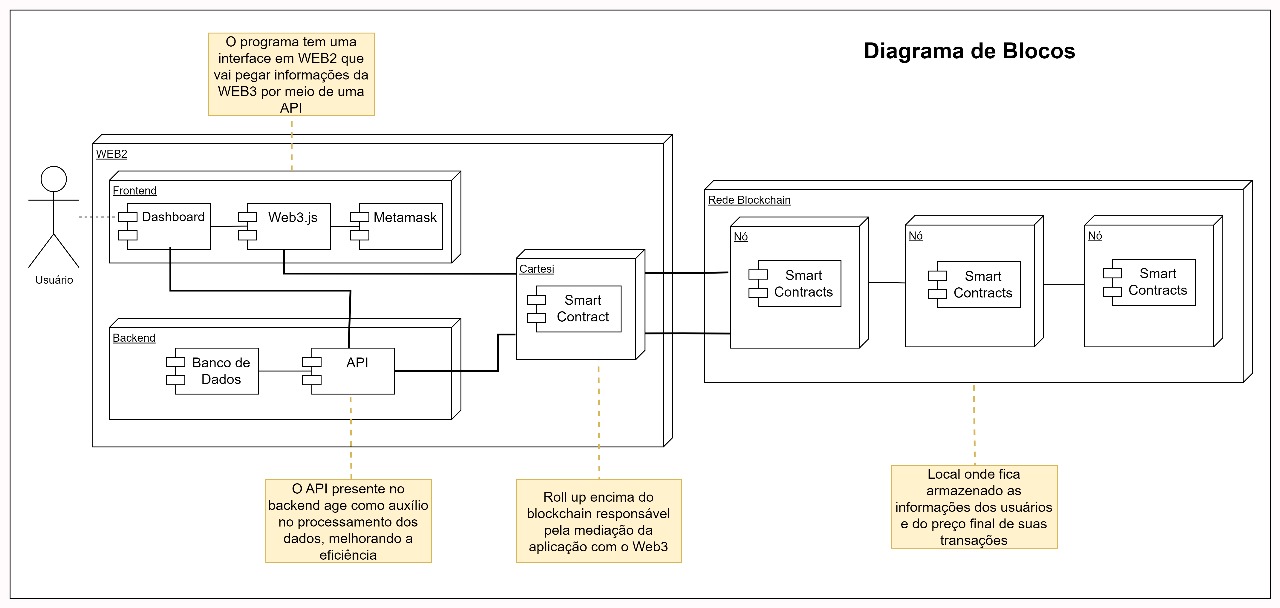 Diagrama de Blocos
O programa tem uma
interface em WEB2 que
vai pegar informações da
WEB3 por meio de uma
API
WEB2
Frontend
Dashboard
Web3.js
Metamask
Usuário
Backend
Banco de
Dados
API
Cartesi
Smart
Contract
Rede Blockchain
Nó
Smart
Contracts
Nó
Smart
Contracts
Nó
Smart
Contracts
O API presente no
backend age como auxílio
no processamento dos
dados, melhorando a
eficiência
Roll up encima do
blockchain responsável
pela mediação da
aplicação com o Web3
Local onde fica
armazenado as
informações dos usuários
e do preço final de suas
transações